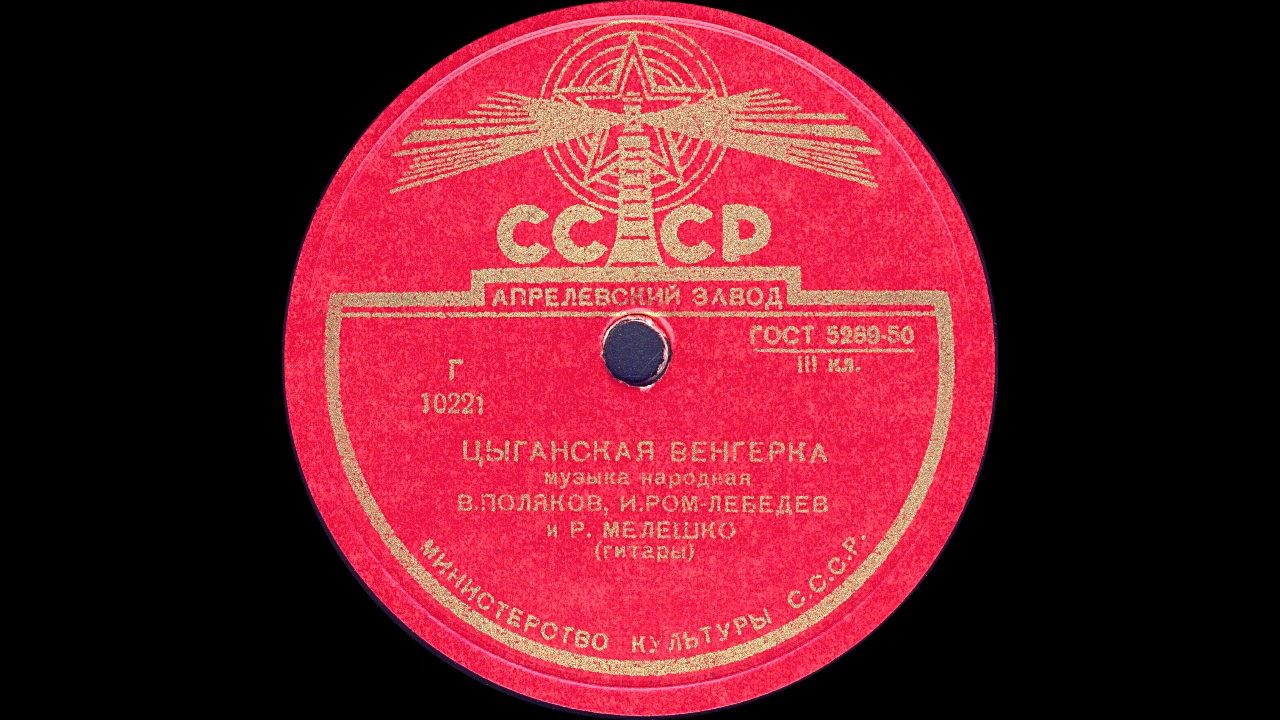 СССР
АПРЕЛЕВСКИЙ ЗАВОД
ГОСТ 5289-50
III кл.
Г
10221
ЦЫГАНСКАЯ ВЕНГЕРКА
музыка народная
В.ПОЛЯКОВ, И.РОМ-ЛЕБЕДЕВ
и Р. МЕЛЕШКО
(гитары)
МИНИСТЕРСТВО КУЛЬТУРЫ С.С.С.Р.